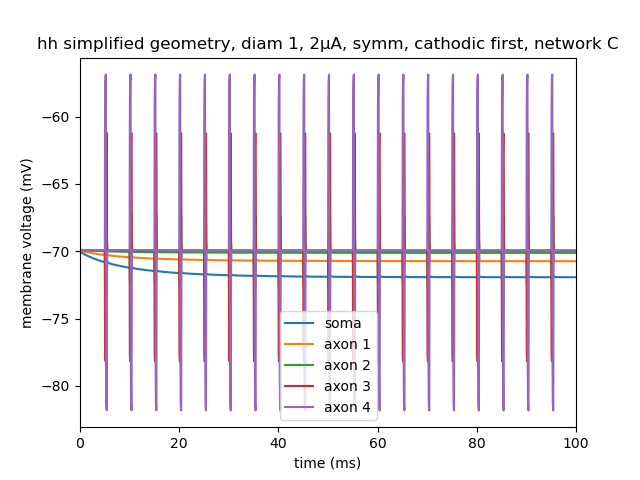 hh simplified geometry, diam 1, 2μA, symm, cathodic first, network C
−60
−65
−70
−75
−80
membrane voltage (mV)
soma
axon 1
axon 2
axon 3
axon 4
0 20 40 60 80 100
time (ms)